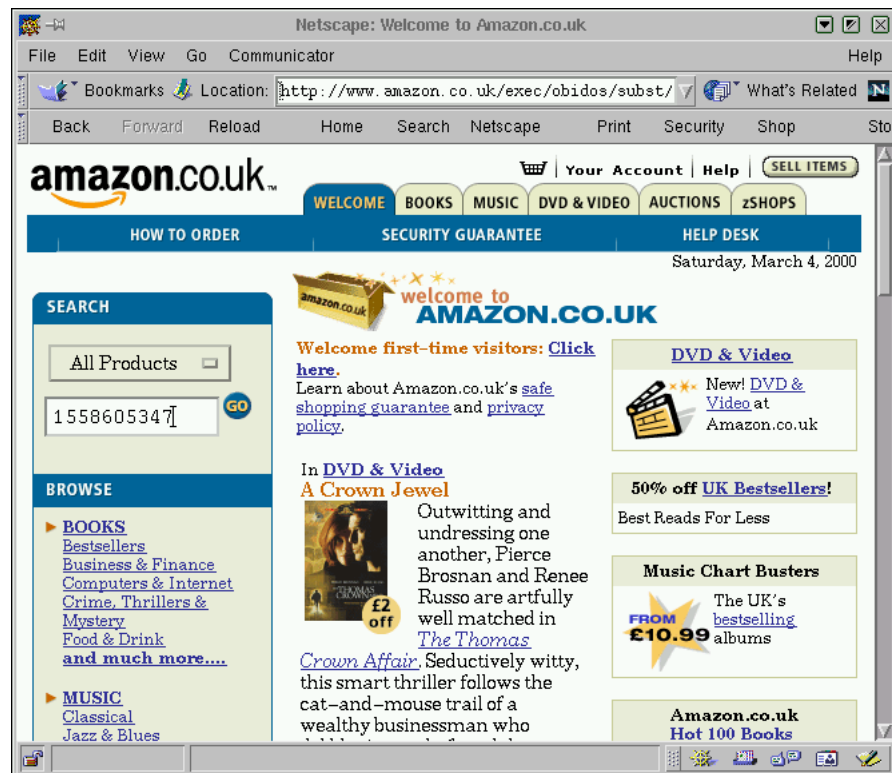 Netscape: Welcome to Amazon.co.uk
File Edit View Go Communicator Help
Bookmarks Location: http://www.amazon.co.uk/exec/obidos/subst/ What's Related N
Back Forward Reload Home Search Netscape Print Security Shop Sto
amazon.co.uk™
Your Account | Help | SELL ITEMS
WELCOME BOOKS MUSIC DVD & VIDEO AUCTIONS zSHOPS
HOW TO ORDER SECURITY GUARANTEE HELP DESK
Saturday, March 4, 2000
SEARCH
All Products
1558605347 GO
BROWSE
BOOKS
Bestsellers
Business & Finance
Computers & Internet
Crime, Thrillers &
Mystery
Food & Drink
and much more....
MUSIC
Classical
Jazz & Blues
amazon.co.uk
welcome to
AMAZON.CO.UK
Welcome first-time visitors: Click
here.
Learn about Amazon.co.uk's safe
shopping guarantee and privacy
policy.
In DVD & Video
A Crown Jewel
THOMAS
CROWN AFFAIR
£2
off
Outwitting and
undressing one
another, Pierce
Brosnan and Renee
Russo are artfully
well matched in
The Thomas
Crown Affair. Seductively witty,
this smart thriller follows the
cat-and-mouse trail of a
wealthy businessman who
DVD & Video
New! DVD &
Video at
Amazon.co.uk
50% off UK Bestsellers!
Best Reads For Less
Music Chart Busters
FROM
£10.99
The UK's
bestselling
albums
Amazon.co.uk
Hot 100 Books